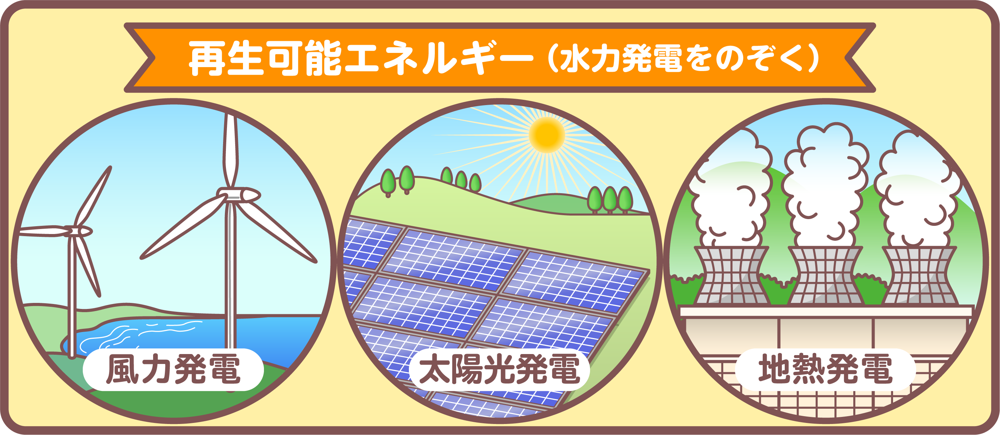 再生可能エネルギー（水力発電をのぞく）
風力発電
太陽光発電
地熱発電